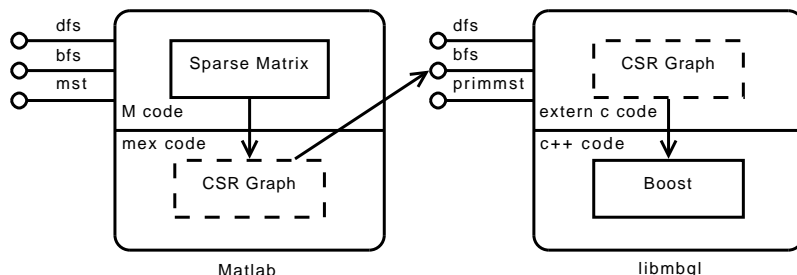 dfs
bfs
mst
Sparse Matrix
M code
mex code
CSR Graph
Matlab
dfs
bfs
primmst
CSR Graph
extern c code
c++ code
Boost
libmbgl